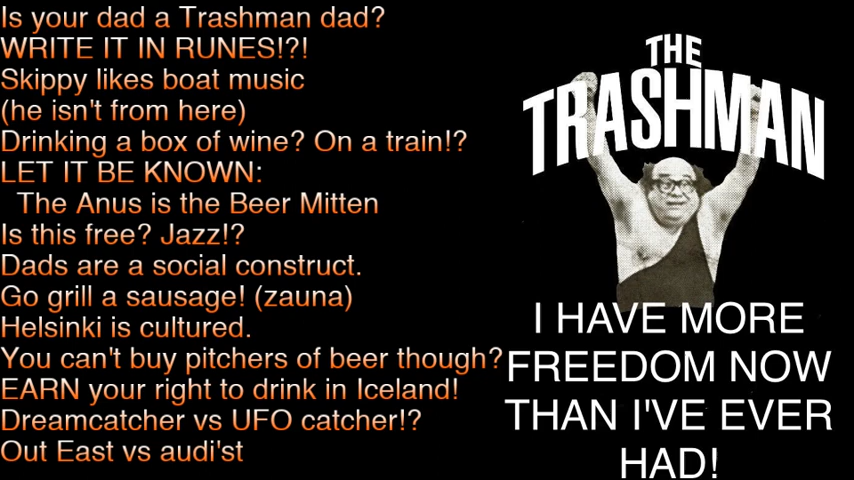 Is your dad a Trashman dad?
WRITE IT IN RUNES!?!
Skippy likes boat music
(he isn't from here)
Drinking a box of wine? On a train!?
LET IT BE KNOWN:
The Anus is the Beer Mitten
Is this free? Jazz!?
Dads are a social construct.
Go grill a sausage! (zauna)
Helsinki is cultured.
You can't buy pitchers of beer though?
EARN your right to drink in Iceland!
Dreamcatcher vs UFO catcher!?
Out East vs audi'st
THE
TRASHMAN
I HAVE MORE
FREEDOM NOW
THAN I'VE EVER
HAD!